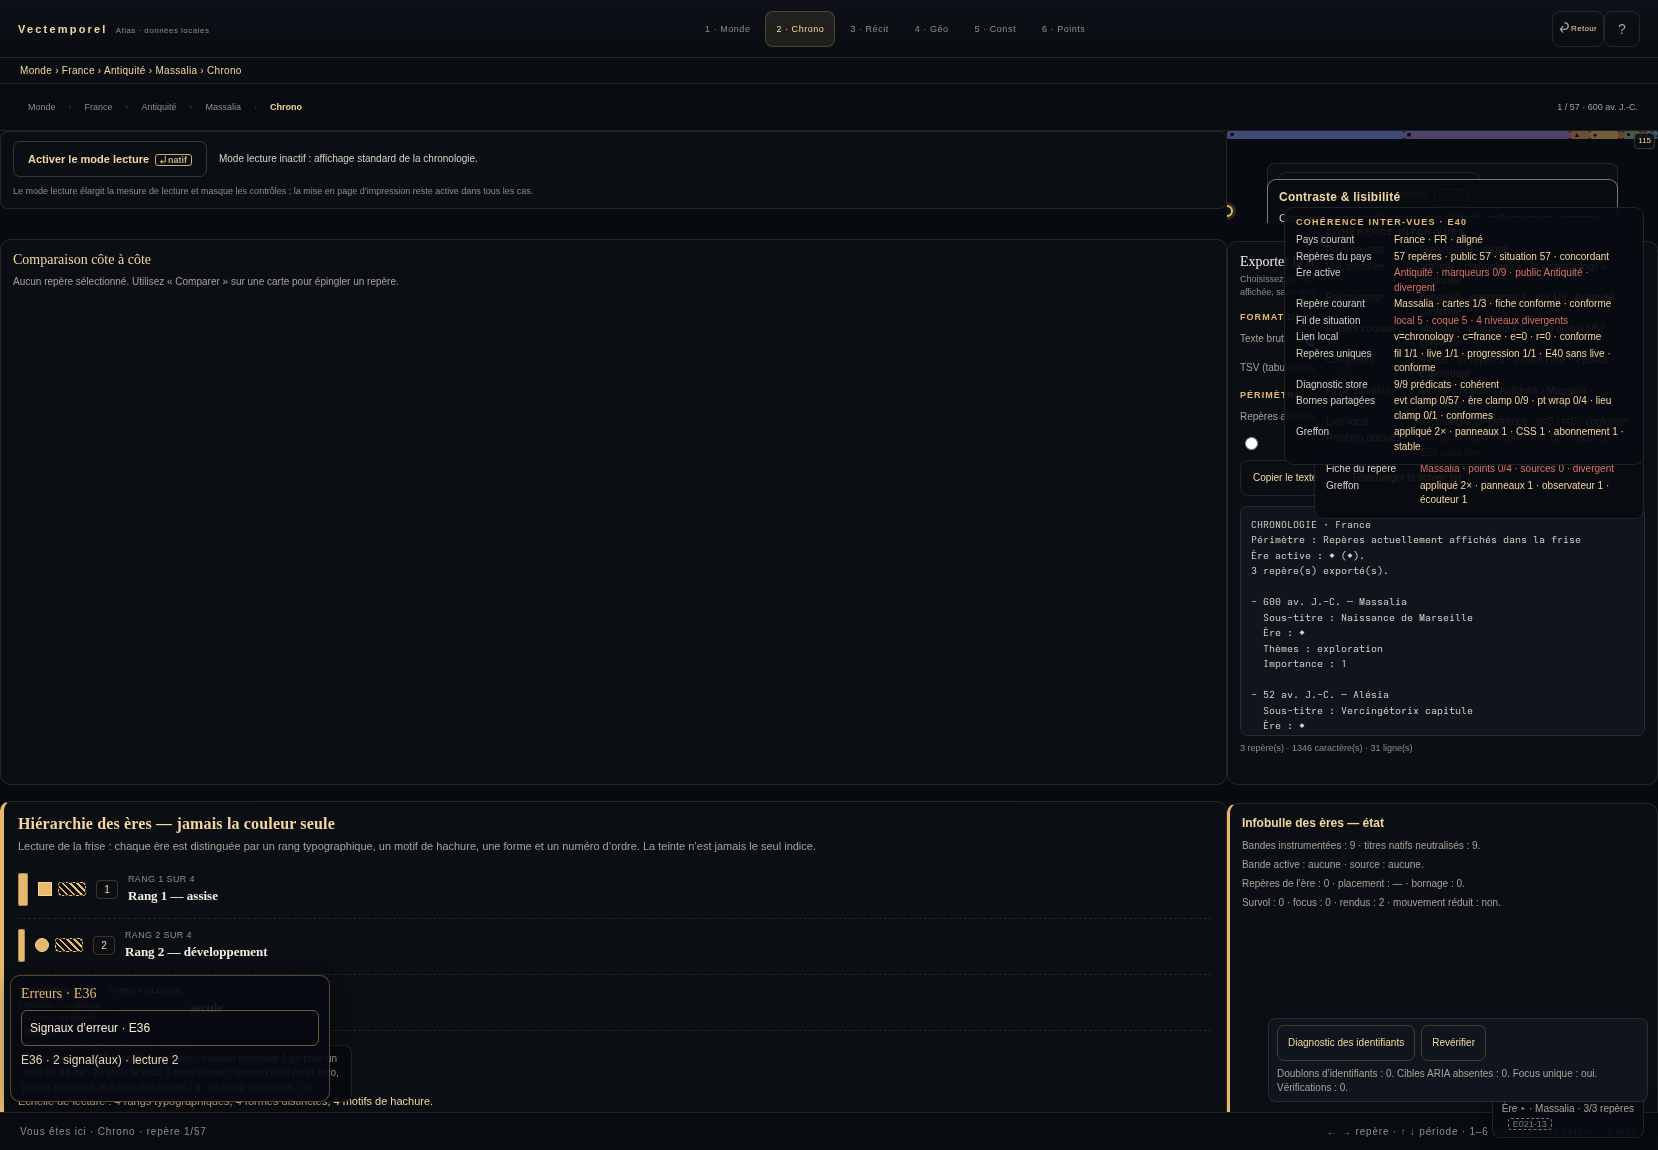 Vectemporel Atlas · données locales
1 · Monde
2 · Chrono
3 · Récit
4 · Géo
5 · Const
6 · Points
Retour
?
Monde › France › Antiquité › Massalia › Chrono
Monde › France › Antiquité › Massalia › Chrono
1 / 57 · 600 av. J.-C.
Activer le mode lecture natif
Mode lecture inactif : affichage standard de la chronologie.
Le mode lecture élargit la mesure de lecture et masque les contrôles ; la mise en page d'impression reste active dans tous les cas.
115
Contraste & lisibilité
Comparaison côte à côte
Aucun repère sélectionné. Utilisez « Comparer » sur une carte pour épingler un repère.
COHÉRENCE INTER-VUES · E40
Pays courant France · FR · aligné
Repères du pays 57 repères · public 57 · situation 57 · concordant
Ère active Antiquité · marqueurs 0/9 · public Antiquité ·
divergent
Repère courant Massalia · cartes 1/3 · fiche conforme · conforme
Fil de situation local 5 · coque 5 · 4 niveaux divergents
Lien local v=chronology · c=france · e=0 · r=0 · conforme
Repères uniques fil 1/1 · live 1/1 · progression 1/1 · E40 sans live ·
conforme
Diagnostic store 9/9 prédicats · cohérent
Bornes partagées evt clamp 0/57 · ère clamp 0/9 · pt wrap 0/4 · lieu
clamp 0/1 · conformes
Greffon appliqué 2× · panneaux 1 · CSS 1 · abonnement 1 ·
stable
Fiche du repère Massalia · points 0/4 · sources 0 · divergent
Greffon appliqué 2× · panneaux 1 · observateur 1 ·
écouteur 1
Choisissez
FORMAT
Texte brut
TSV
Copier le texte
CHRONOLOGIE · France
Périmètre : Repères actuellement affichés dans la frise
Ère active : ◆ (◆).
3 repère(s) exporté(s).
– 600 av. J.-C. — Massalia
Sous-titre : Naissance de Marseille
Ère : ◆
Thèmes : exploration
Importance : 1
– 52 av. J.-C. — Alésia
Sous-titre : Vercingétorix capitule
Ère : ◆
3 repère(s) · 1346 caractère(s) · 31 ligne(s)
Hiérarchie des ères — jamais la couleur seule
Lecture de la frise : chaque ère est distinguée par un rang typographique, un motif de hachure, une forme et un numéro d'ordre. La teinte n'est jamais le seul indice.
1
RANG 1 SUR 4
Rang 1 — assise
2
RANG 2 SUR 4
Rang 2 — développement
Erreurs · E36
Signaux d'erreur · E36
E36 · 2 signal(aux) · lecture 2
4 motifs de hachure.
Infobulle des ères — état
Bandes instrumentées : 9 · titres natifs neutralisés : 9.
Bande active : aucune · source : aucune.
Repères de l'ère : 0 · placement : — · bornage : 0.
Survol : 0 · focus : 0 · rendus : 2 · mouvement réduit : non.
Diagnostic des identifiants
Revérifier
Doublons d'identifiants : 0. Cibles ARIA absentes : 0. Focus unique : oui.
Vérifications : 0.
Ère ◆ · Massalia · 3/3 repères
E021-13
Vous êtes ici · Chrono · repère 1/57
← → repère · ↑ ↓ période · 1–6